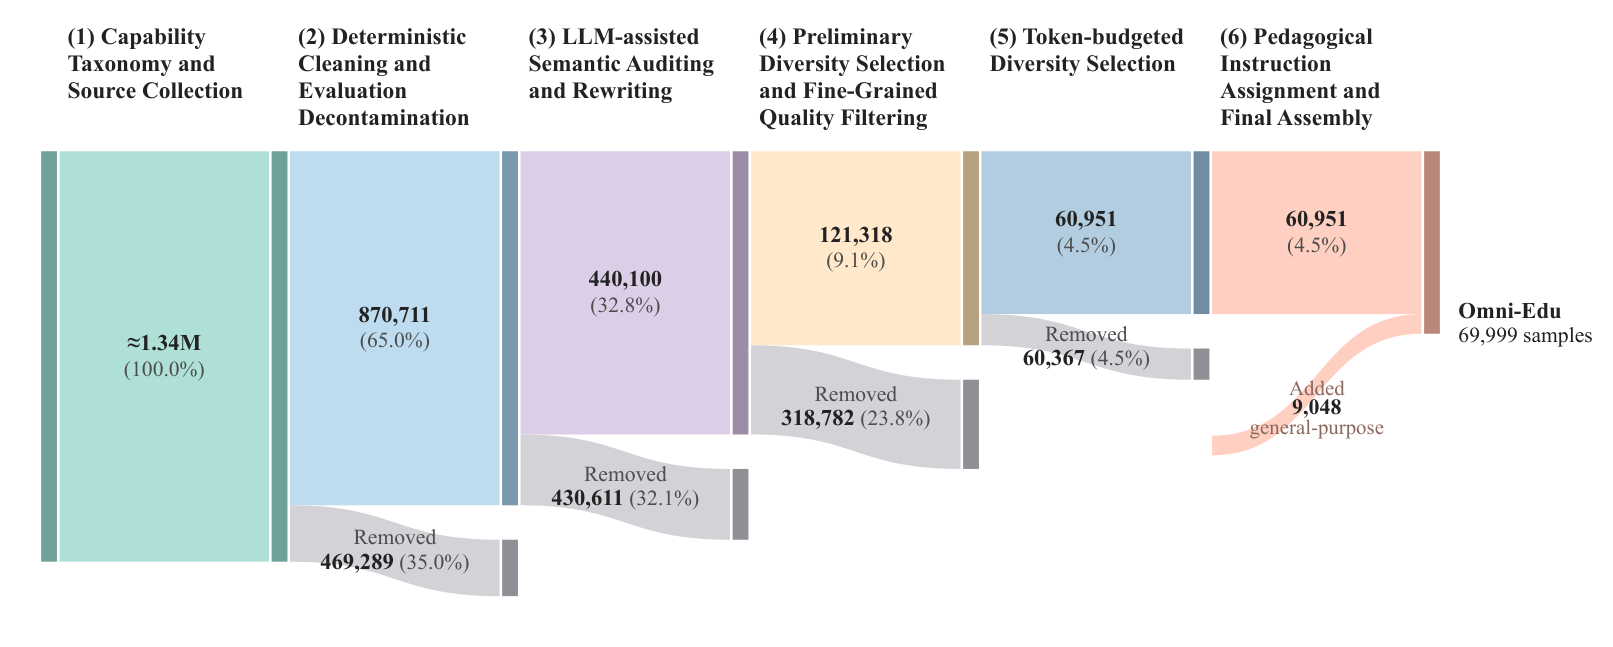 (1) Capability
Taxonomy and
Source Collection
(2) Deterministic
Cleaning and
Evaluation
Decontamination
(3) LLM-assisted
Semantic Auditing
and Rewriting
(4) Preliminary
Diversity Selection
and Fine-Grained
Quality Filtering
(5) Token-budgeted
Diversity Selection
(6) Pedagogical
Instruction
Assignment and
Final Assembly
≈1.34M
(100.0%)
870,711
(65.0%)
Removed
469,289 (35.0%)
440,100
(32.8%)
Removed
430,611 (32.1%)
121,318
(9.1%)
Removed
318,782 (23.8%)
60,951
(4.5%)
Removed
60,367 (4.5%)
60,951
(4.5%)
Added
9,048
general-purpose
Omni-Edu
69,999 samples